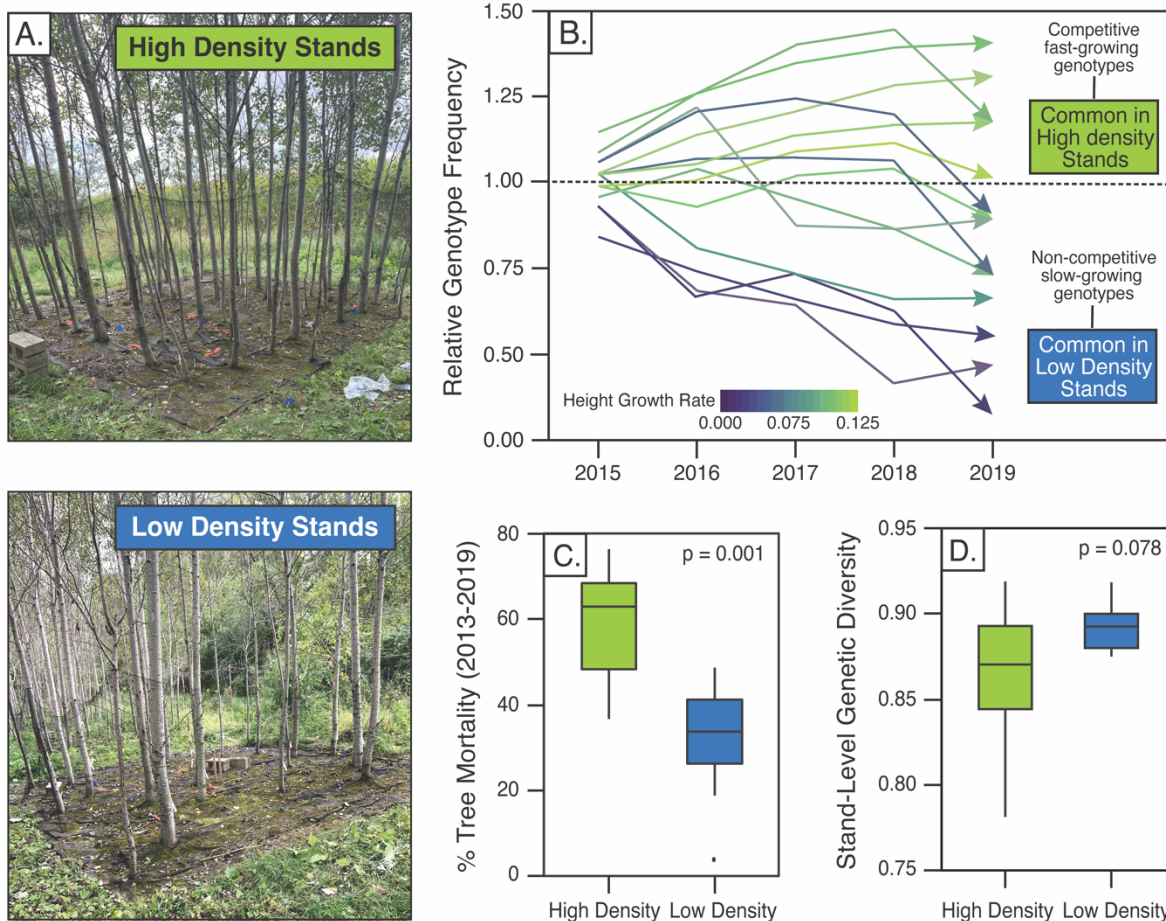 A.
High Density Stands
Low Density Stands
B.
Relative Genotype Frequency
1.50
1.25
1.00
0.75
0.50
0.25
0.00
Competitive
fast-growing
genotypes
Common in
High density
Stands
Non-competitive
slow-growing
genotypes
Common in
Low Density
Stands
Height Growth Rate
0.000 0.075 0.125
2015 2016 2017 2018 2019
C.
p = 0.001
% Tree Mortality (2013-2019)
80
60
40
20
0
High Density Low Density
D.
p = 0.078
Stand-Level Genetic Diversity
0.95
0.90
0.85
0.80
0.75
High Density Low Density